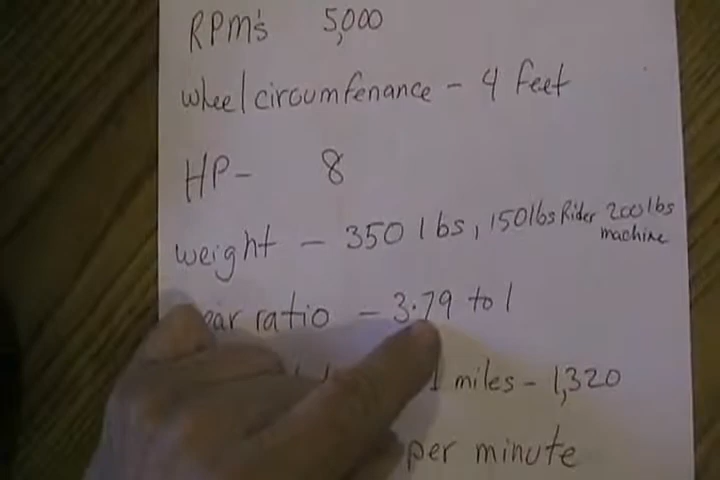 RPM's 5,000
wheel circumfenance - 4 feet
HP- 8
weight - 350 lbs, 150lbs Rider 200lbs machine
ratio - 3.79 to 1
miles - 1,320
per minute